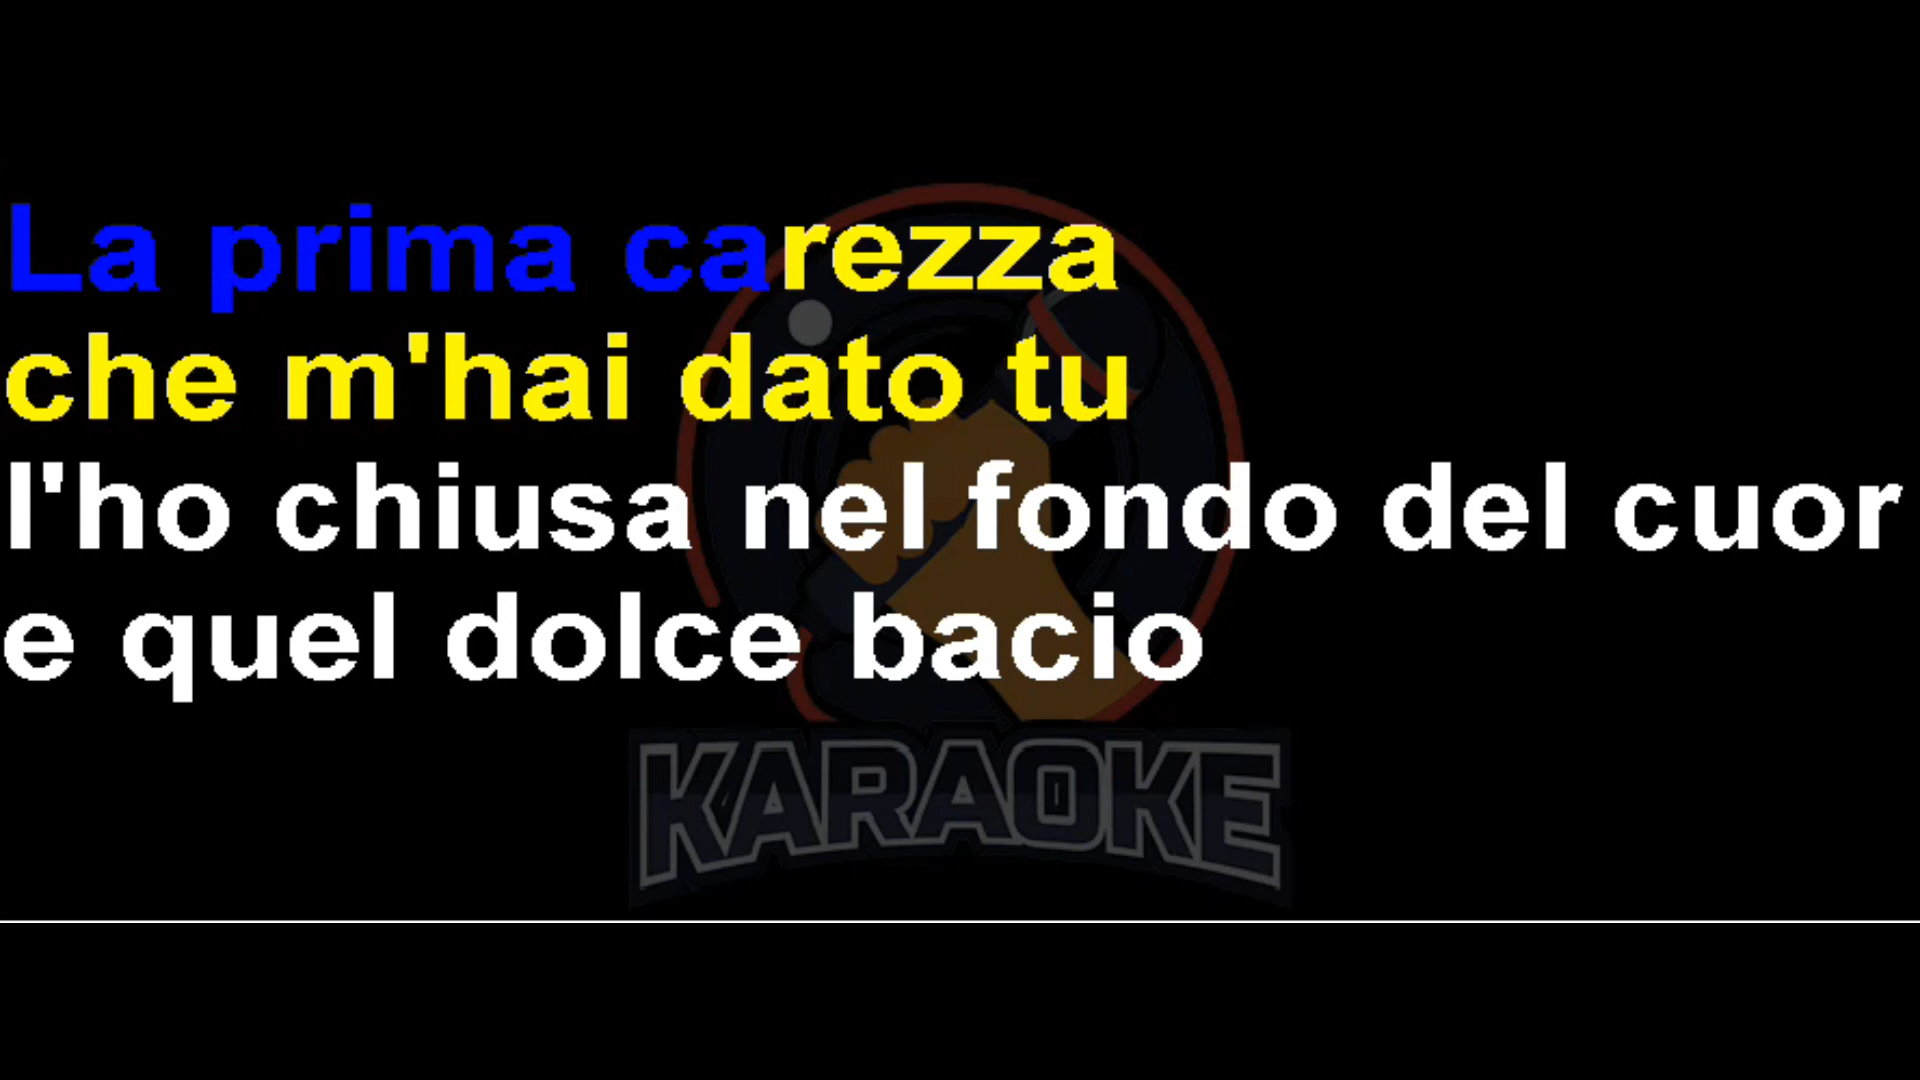 La prima carezza
che m'hai dato tu
l'ho chiusa nel fondo del cuor
e quel dolce bacio
KARAOKE